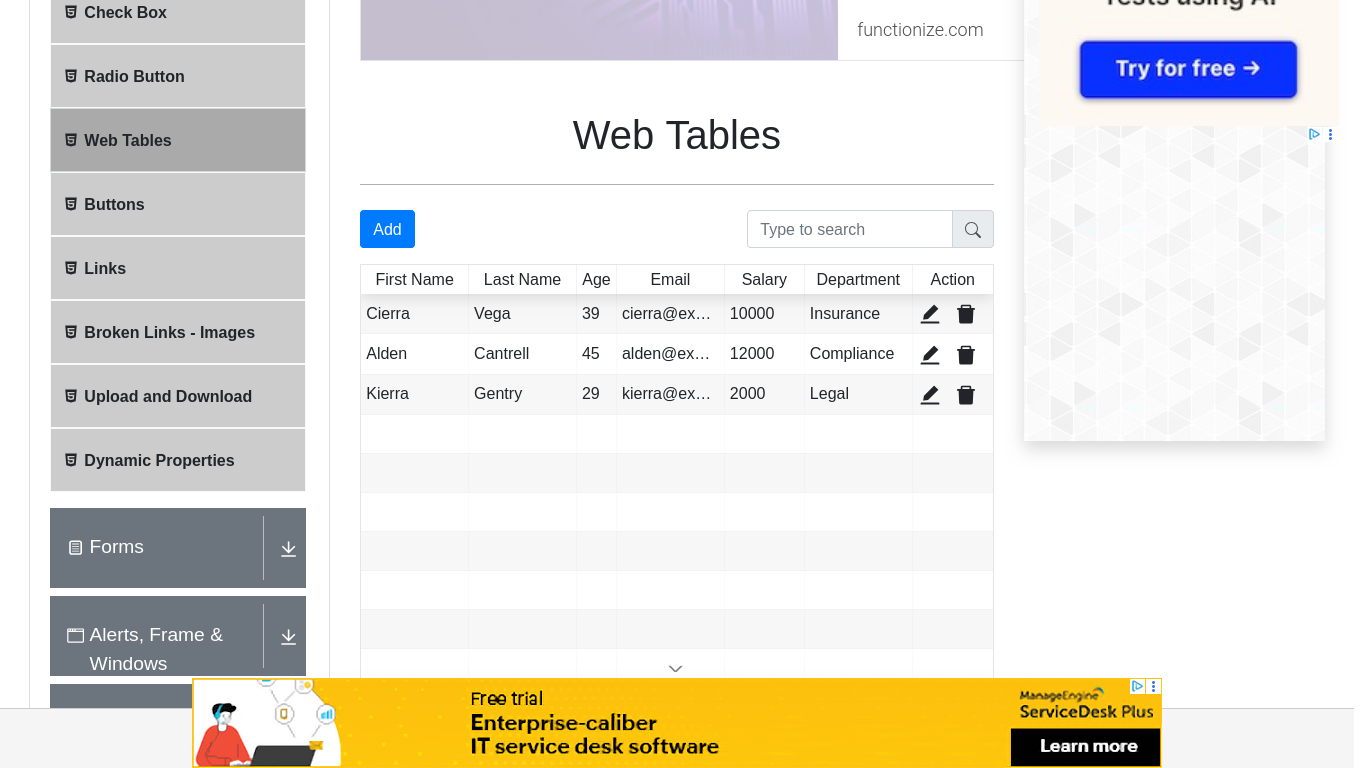 Check Box
Radio Button
Web Tables
Buttons
Links
Broken Links - Images
Upload and Download
Dynamic Properties
Forms
Alerts, Frame &
Windows
functionize.com
Tests using AI
Try for free →
Web Tables
Add
Type to search
First Name Last Name Age Email Salary Department Action
Cierra Vega 39 cierra@ex… 10000 Insurance
Alden Cantrell 45 alden@ex… 12000 Compliance
Kierra Gentry 29 kierra@ex… 2000 Legal
Free trial
Enterprise-caliber
IT service desk software
ManageEngine
ServiceDesk Plus
Learn more